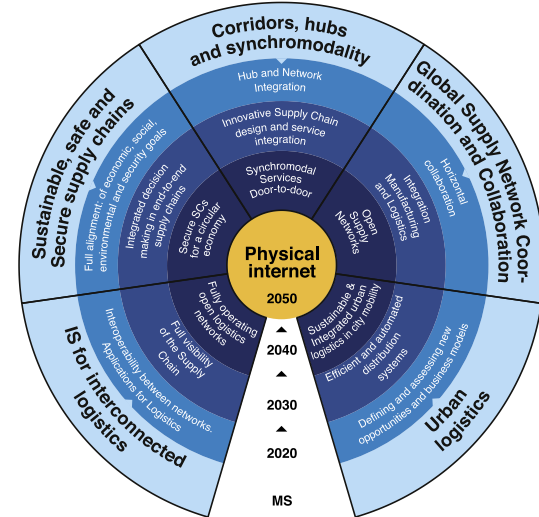 Corridors, hubs
and synchromodality
Hub and Network
Integration
Innovative Supply Chain
design and service
integration
Synchromodal
Services
Door-to-door
Global Supply Network Coor-
dination and Collaboration
Horizontal
collaboration
Integration
Manufacturing
and Logistics
Open
Supply
Networks
Urban
logistics
Defining and assessing new
opportunities and business models
Efficient and automated
distribution
systems
Sustainable &
Integrated urban
logistics in city mobility
IS for interconnected
logistics
Interoperability between networks.
Applications for Logistics
Full visibility
of the Supply
Chain
Fully operating
open logistics
networks
Sustainable, safe and
Secure supply chains
Full alignment: of economic, social,
environmental and security goals
Integrated decision
making in end-to-end
supply chains
Secure SCs
for a circular
economy
Physical
internet
2050
2040
2030
2020
MS